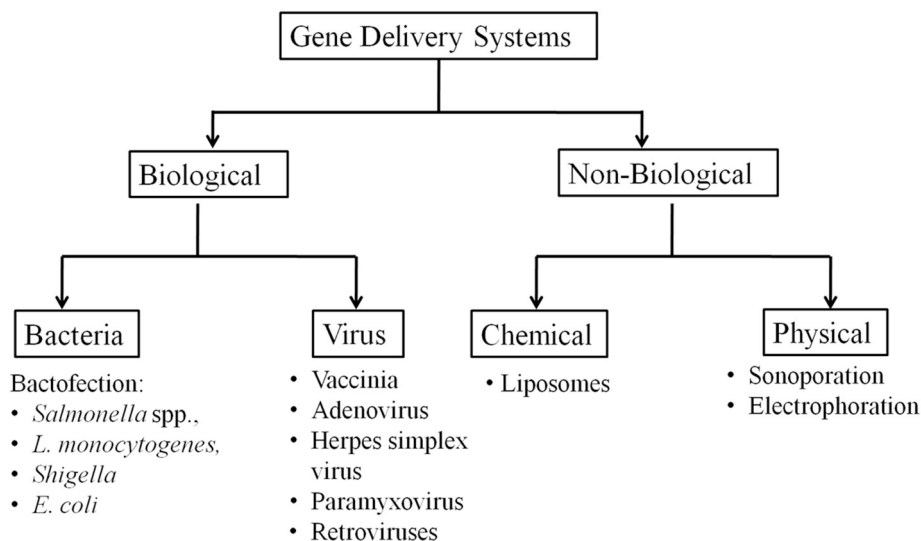 Gene Delivery Systems
Biological
Non-Biological
Bacteria
Bactofection:
• Salmonella spp.,
• L. monocytogenes,
• Shigella
• E. coli
Virus
• Vaccinia
• Adenovirus
• Herpes simplex
virus
• Paramyxovirus
• Retroviruses
Chemical
• Liposomes
Physical
• Sonoporation
• Electrophoration